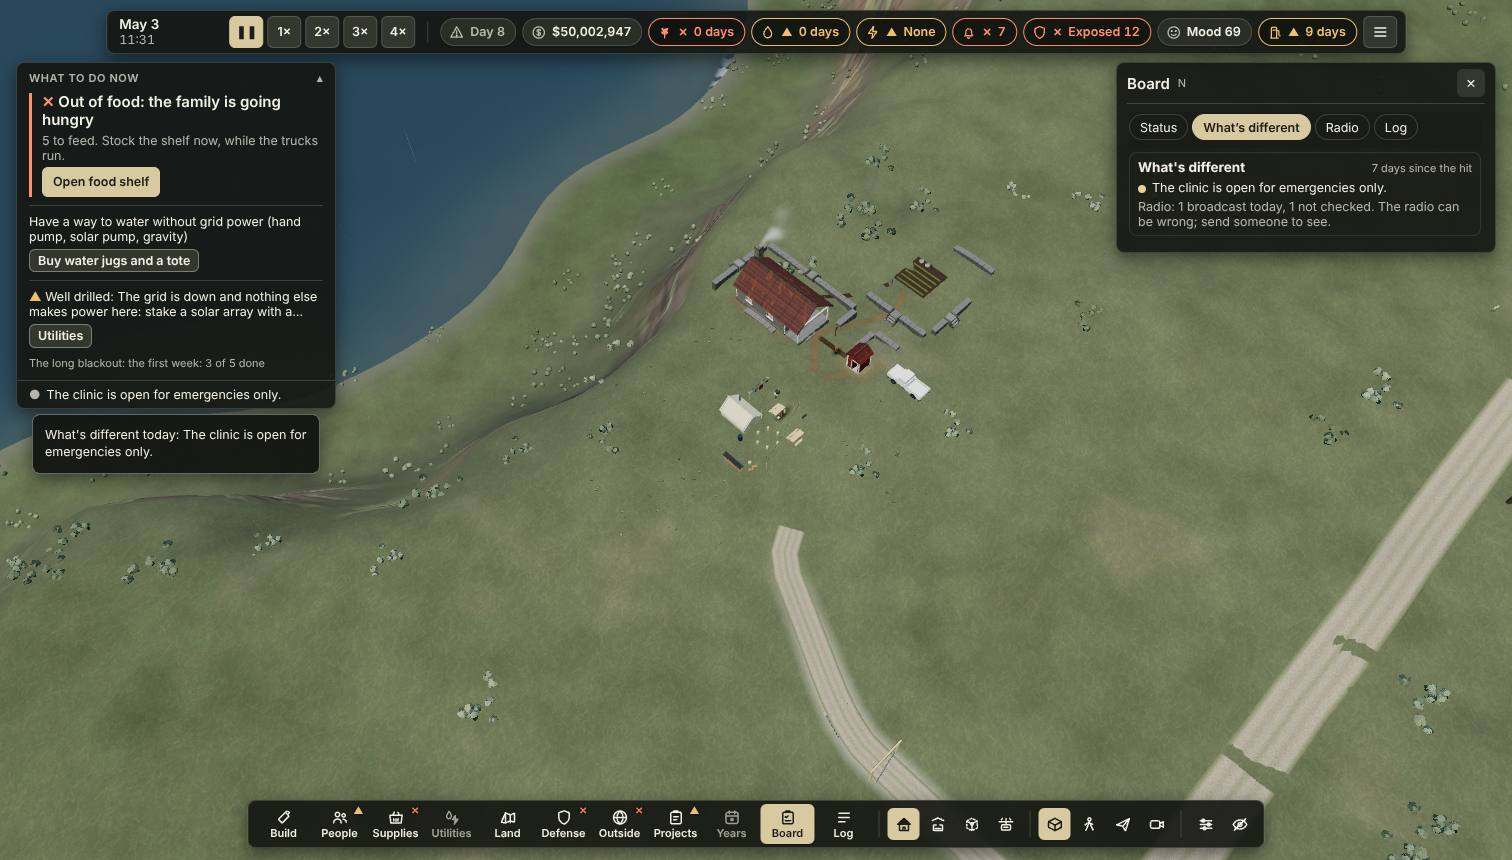 May 3
11:31
1×
2×
3×
4×
Day 8
$50,002,947
× 0 days
0 days
None
× 7
× Exposed 12
Mood 69
9 days
WHAT TO DO NOW
× Out of food: the family is going
hungry
5 to feed. Stock the shelf now, while the trucks
run.
Open food shelf
Have a way to water without grid power (hand
pump, solar pump, gravity)
Buy water jugs and a tote
Well drilled: The grid is down and nothing else
makes power here: stake a solar array with a...
Utilities
The long blackout: the first week: 3 of 5 done
The clinic is open for emergencies only.
What's different today: The clinic is open for
emergencies only.
Board N
×
Status
What's different
Radio
Log
What's different
7 days since the hit
The clinic is open for emergencies only.
Radio: 1 broadcast today, 1 not checked. The radio can
be wrong; send someone to see.
Build
People
Supplies
Utilities
Land
Defense
Outside
Projects
Years
Board
Log